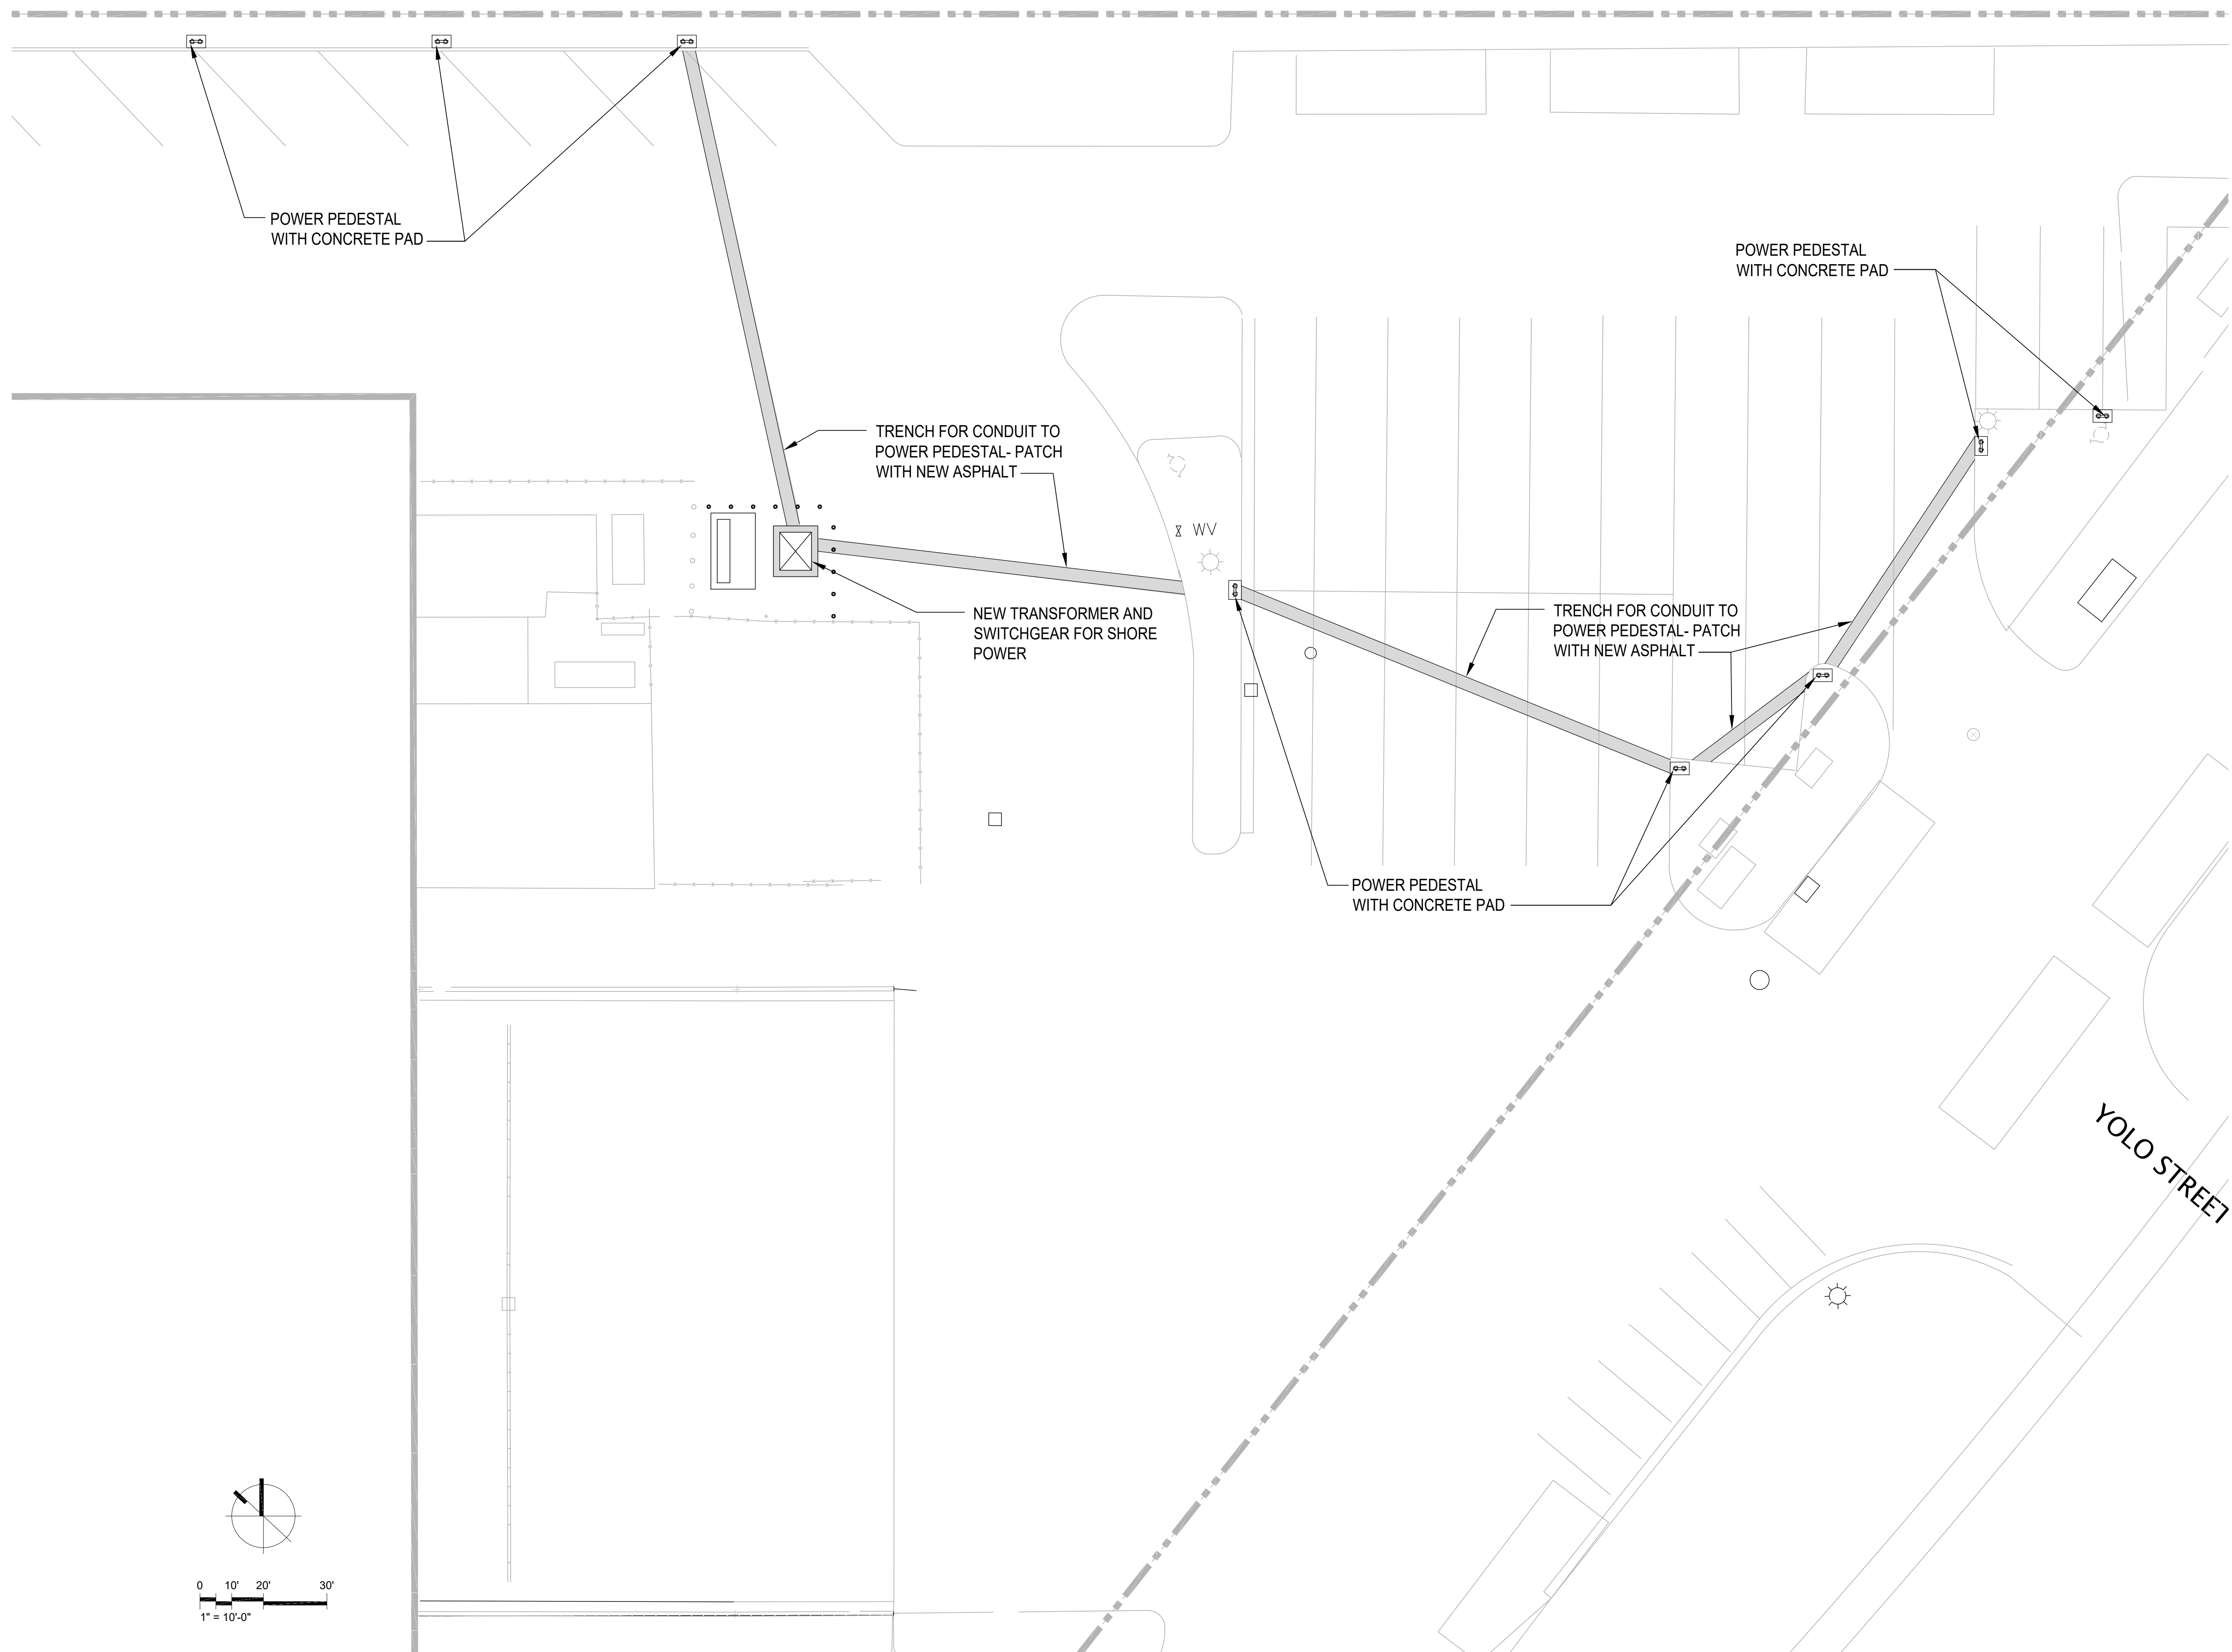 POWER PEDESTAL
WITH CONCRETE PAD
POWER PEDESTAL
WITH CONCRETE PAD
TRENCH FOR CONDUIT TO
POWER PEDESTAL- PATCH
WITH NEW ASPHALT
WV
NEW TRANSFORMER AND
SWITCHGEAR FOR SHORE
POWER
TRENCH FOR CONDUIT TO
POWER PEDESTAL- PATCH
WITH NEW ASPHALT
POWER PEDESTAL
WITH CONCRETE PAD
YOLO STREET
0 10' 20' 30'
1" = 10'-0"